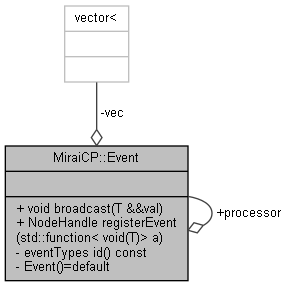 vector<
-vec
MiraiCP::Event
+ void broadcast(T &&val)
+ NodeHandle registerEvent
(std::function< void(T)> a)
- eventTypes id() const
- Event()=default
+processor